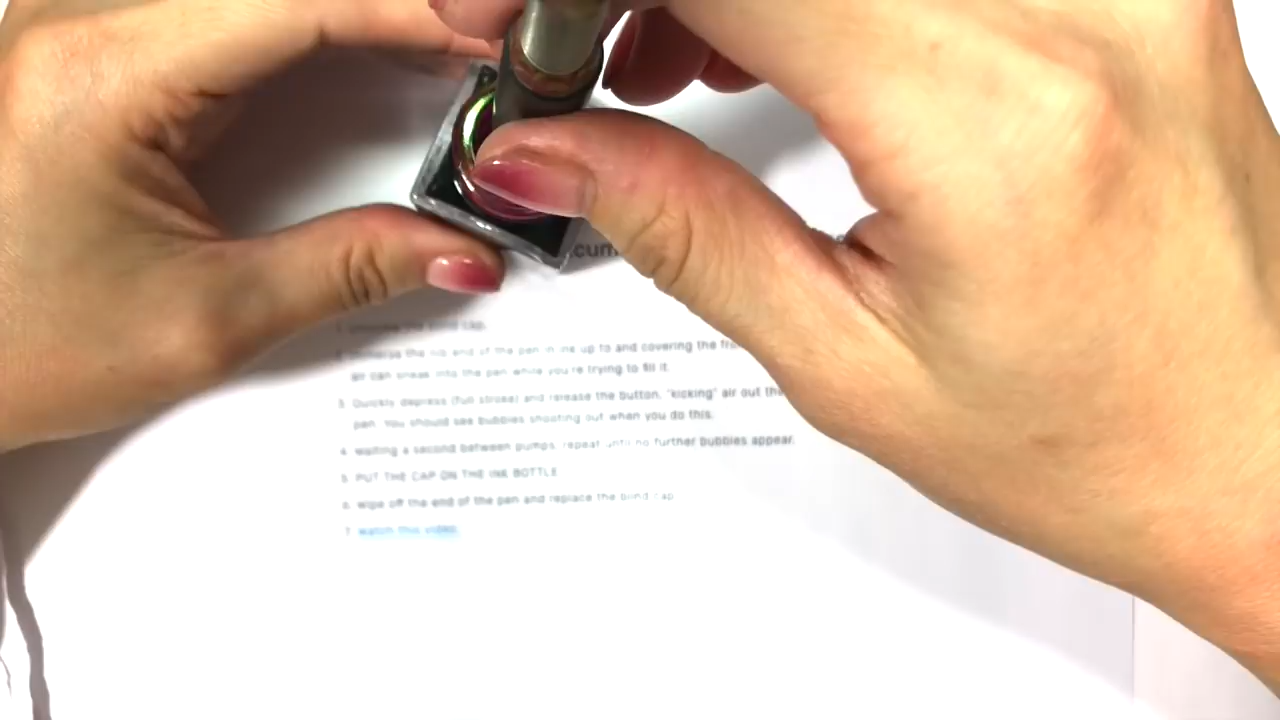 cum
1. unscrew the blind cap.
2. immerse the nib end of the pen in ink up to and covering the
air can sneak into the pen while you're trying to fill it.
3. Quickly depress (full stroke) and release the button, "kicking" air out the
pen. You should see bubbles shooting out when you do this.
4. waiting a second between pumps, repeat until no further bubbles appear.
5. PUT THE CAP ON THE INK BOTTLE
6. wipe off the end of the pen and replace the blind cap
7. watch this video